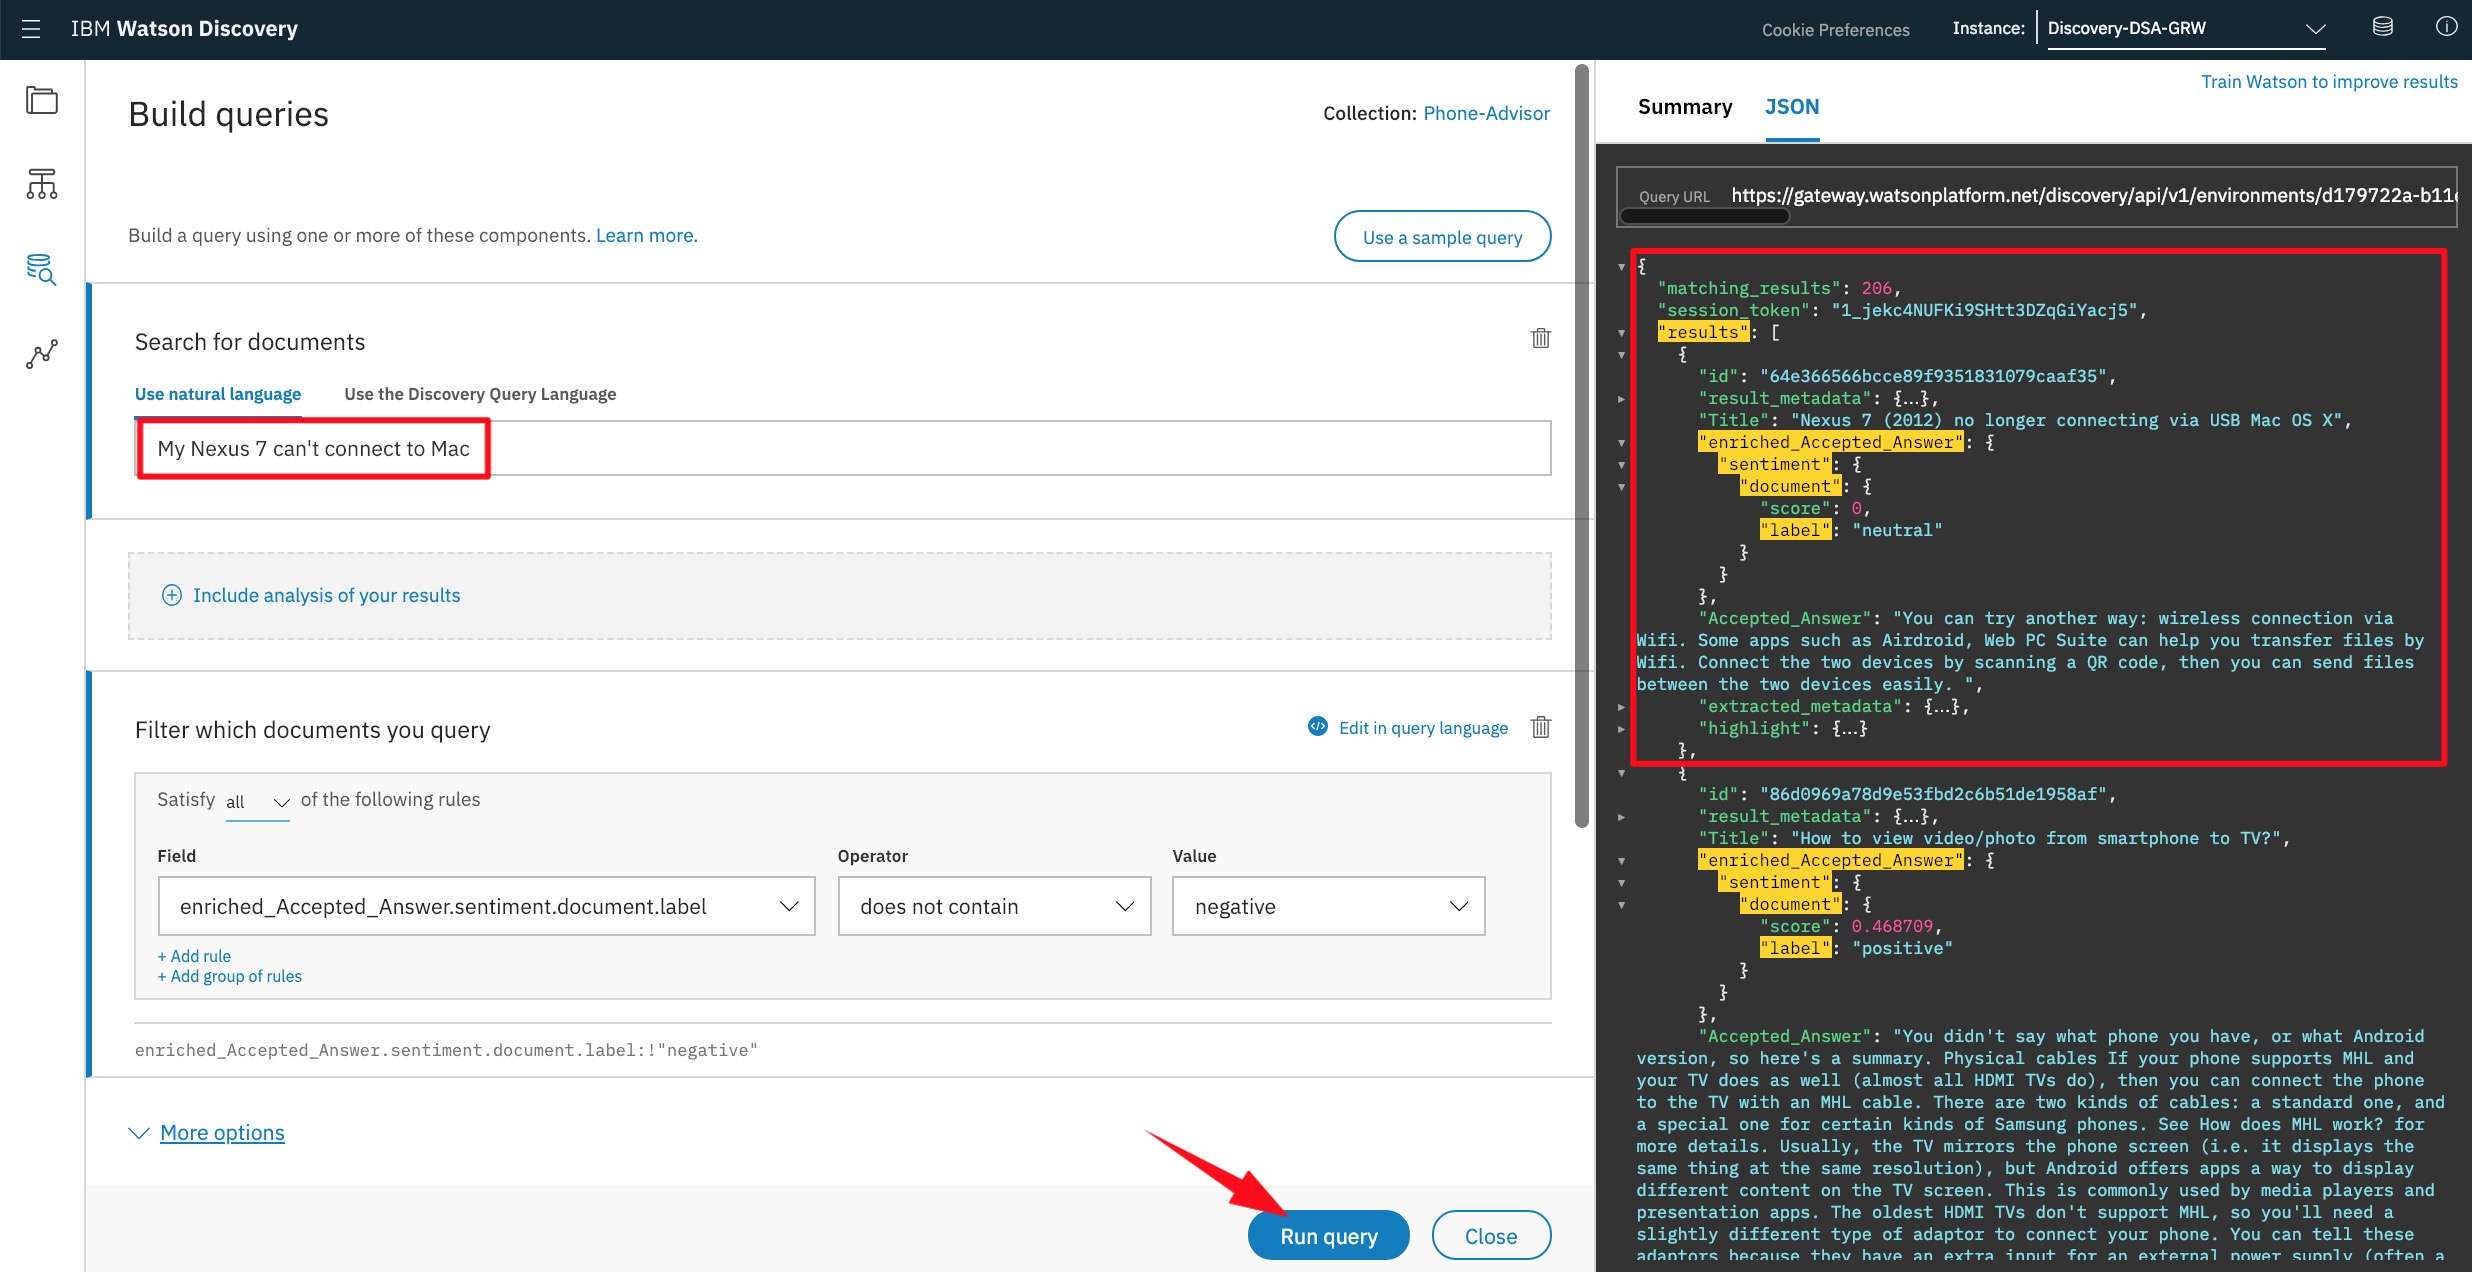 IBM Watson Discovery
Cookie Preferences
Instance:
Discovery-DSA-GRW
Build queries
Collection: Phone-Advisor
Build a query using one or more of these components. Learn more.
Use a sample query
Search for documents
Use natural language
Use the Discovery Query Language
My Nexus 7 can't connect to Mac
Include analysis of your results
Filter which documents you query
Edit in query language
Satisfy all of the following rules
Field
Operator
Value
enriched_Accepted_Answer.sentiment.document.label
does not contain
negative
+ Add rule
+ Add group of rules
enriched_Accepted_Answer.sentiment.document.label:!"negative"
More options
Run query
Close
Train Watson to improve results
Summary
JSON
Query URL https://gateway.watsonplatform.net/discovery/api/v1/environments/d179722a-b11
{
"matching_results": 206,
"session_token": "1_jekc4NUFKi9SHtt3DZqGiYacj5",
"results": [
{
"id": "64e366566bcce89f9351831079caaf35",
"result_metadata": {...},
"Title": "Nexus 7 (2012) no longer connecting via USB Mac OS X",
"enriched_Accepted_Answer": {
"sentiment": {
"document": {
"score": 0,
"label": "neutral"
}
}
},
"Accepted_Answer": "You can try another way: wireless connection via
Wifi. Some apps such as Airdroid, Web PC Suite can help you transfer files by
Wifi. Connect the two devices by scanning a QR code, then you can send files
between the two devices easily. ",
"extracted_metadata": {...},
"highlight": {...}
},
{
"id": "86d0969a78d9e53fbd2c6b51de1958af",
"result_metadata": {...},
"Title": "How to view video/photo from smartphone to TV?",
"enriched_Accepted_Answer": {
"sentiment": {
"document": {
"score": 0.468709,
"label": "positive"
}
}
},
"Accepted_Answer": "You didn't say what phone you have, or what Android
version, so here's a summary. Physical cables If your phone supports MHL and
your TV does as well (almost all HDMI TVs do), then you can connect the phone
to the TV with an MHL cable. There are two kinds of cables: a standard one, and
a special one for certain kinds of Samsung phones. See How does MHL work? for
more details. Usually, the TV mirrors the phone screen (i.e. it displays the
same thing at the same resolution), but Android offers apps a way to display
different content on the TV screen. This is commonly used by media players and
presentation apps. The oldest HDMI TVs don't support MHL, so you'll need a
slightly different type of adaptor to connect your phone. You can tell these
adaptors because they have an extra input for an external power supply (often a